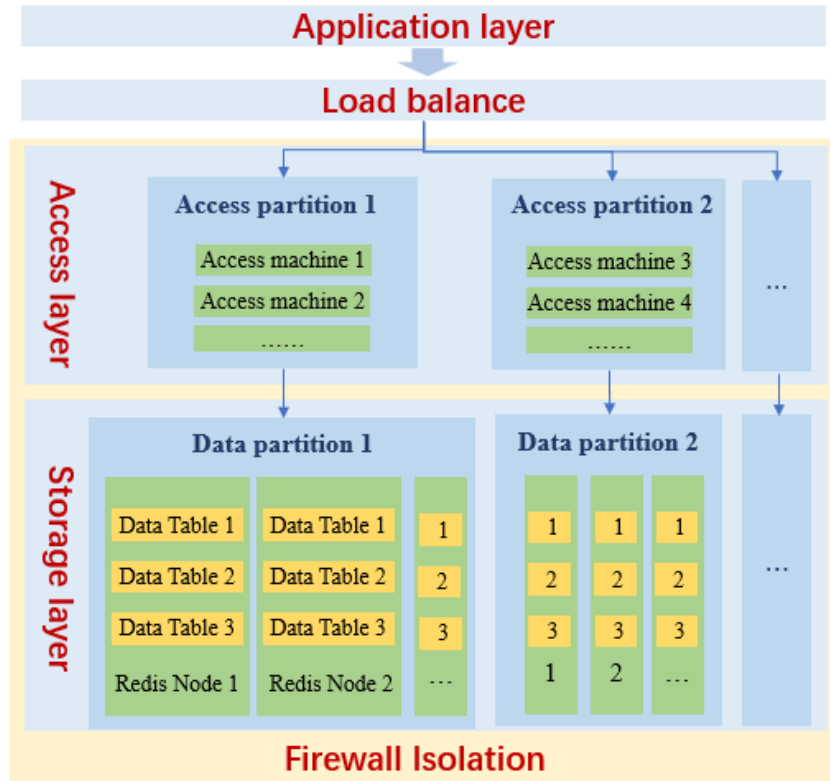 Application layer
Load balance
Access layer
Access partition 1
Access machine 1
Access machine 2
......
Access partition 2
Access machine 3
Access machine 4
......
...
Storage layer
Data partition 1
Data Table 1
Data Table 2
Data Table 3
Redis Node 1
Data Table 1
Data Table 2
Data Table 3
Redis Node 2
1
2
3
...
Data partition 2
1
2
3
1
1
2
3
2
1
2
3
...
...
Firewall Isolation